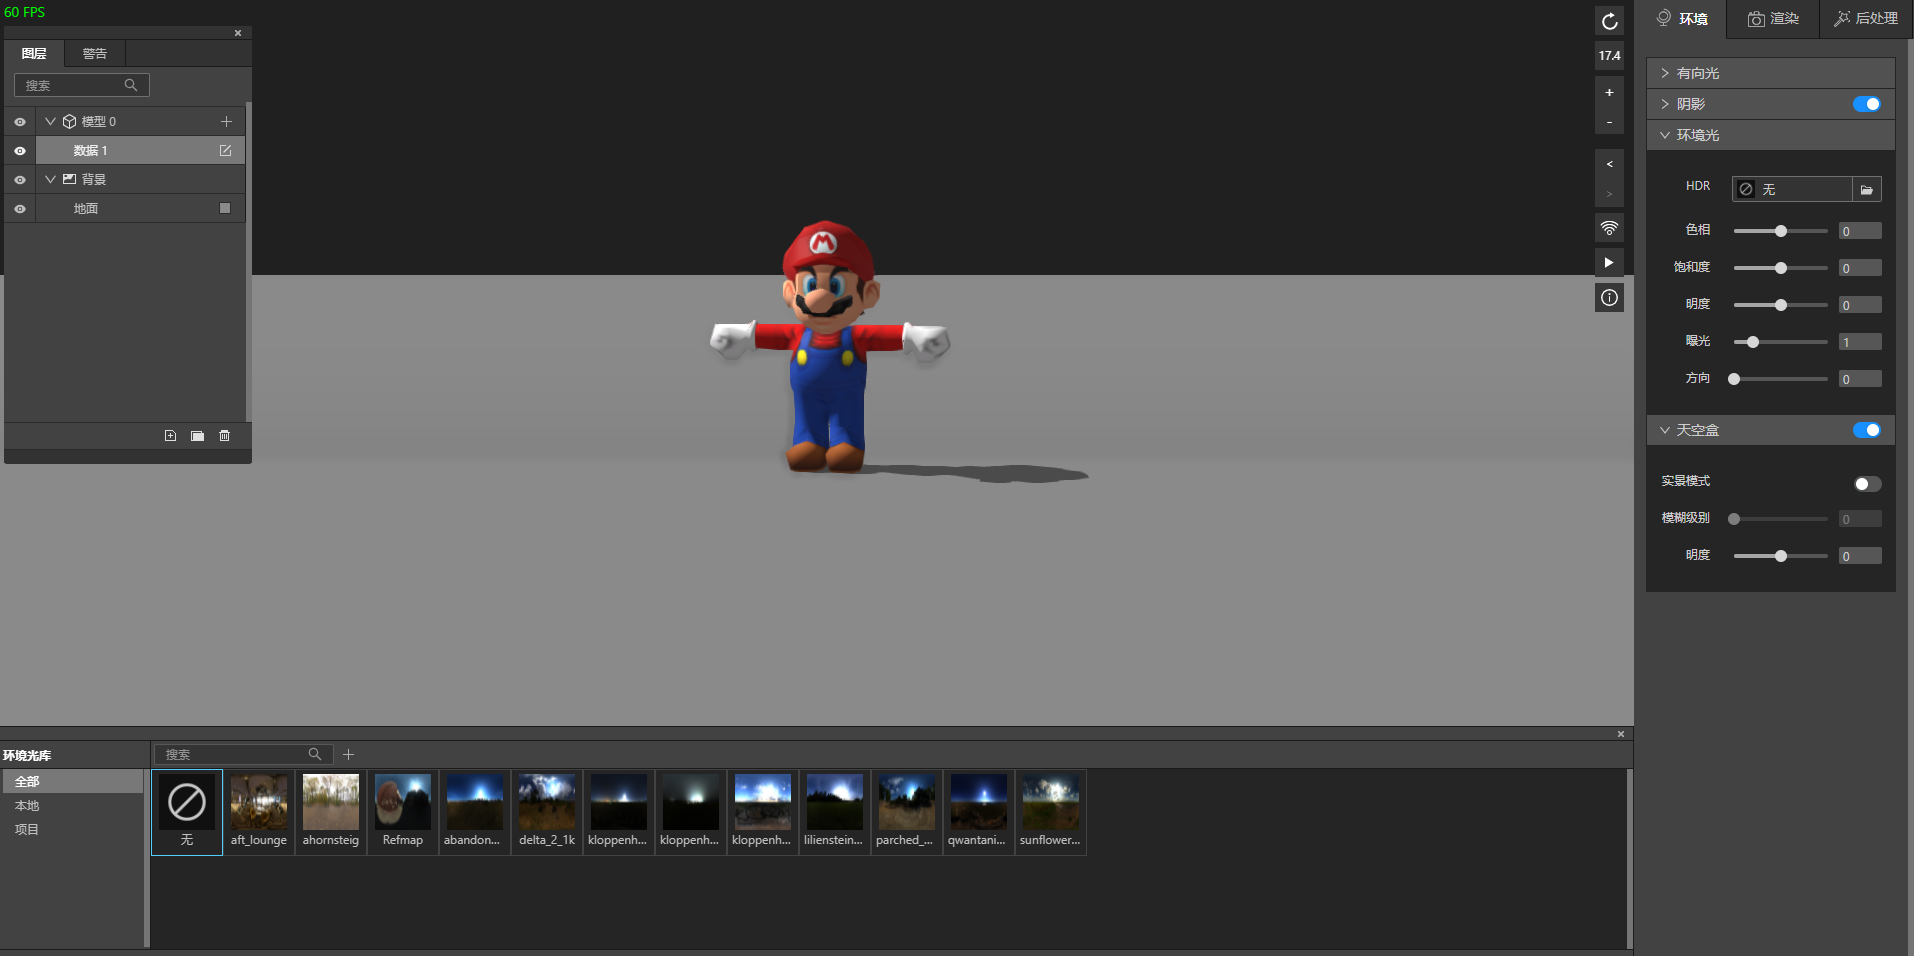 60 FPS
图层
警告
搜索
模型 0
数据 1
背景
地面
17.4
+
-
<
>
M
环境
渲染
后处理
有向光
阴影
环境光
HDR
无
色相
0
饱和度
0
明度
0
曝光
1
方向
0
天空盒
实景模式
模糊级别
0
明度
0
环境光库
全部
本地
项目
搜索
无
aft_lounge
ahornsteig
Refmap
abandon...
delta_2_1k
kloppenh...
kloppenh...
kloppenh...
lilienstein...
parched_...
qwantani...
sunflower...